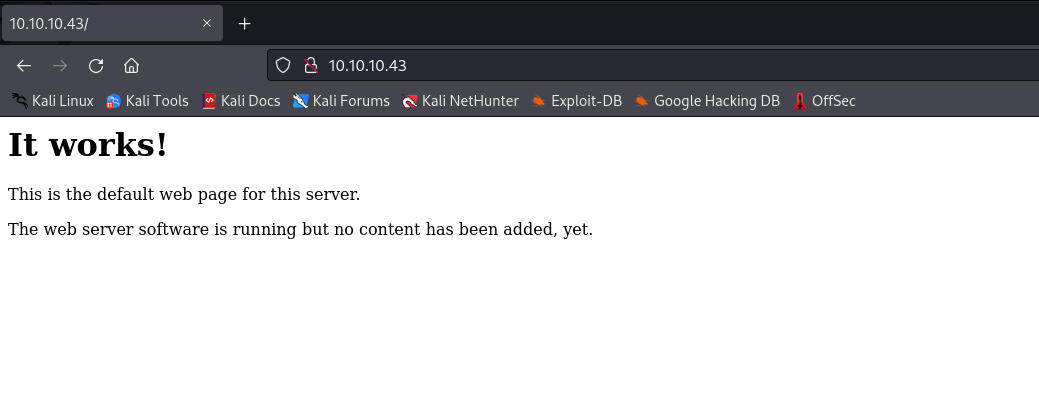 10.10.10.43/
10.10.10.43
Kali Linux Kali Tools Kali Docs Kali Forums Kali NetHunter Exploit-DB Google Hacking DB OffSec
It works!
This is the default web page for this server.
The web server software is running but no content has been added, yet.